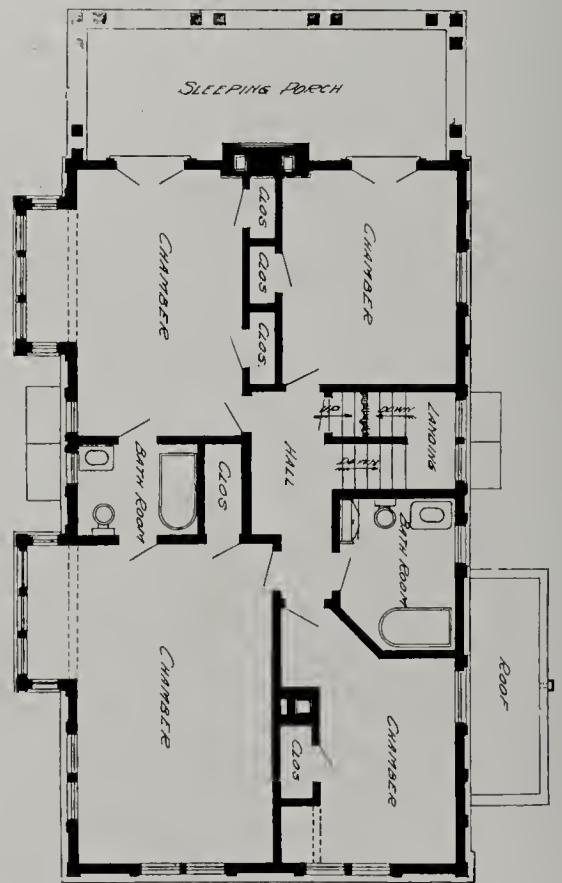 SLEEPING PORCH
CLOS
CLOS
CLOS.
CHAMBER
CHAMBER
UP
DOWN
LANDING
HALL
DOWN
BATH ROOM
CLOS
BATH ROOM
ROOF
CHAMBER
CHAMBER
CLOS